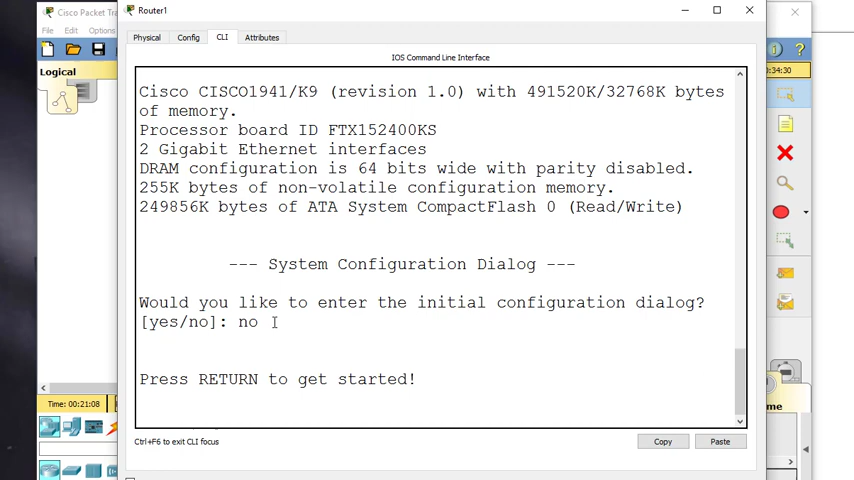 Cisco Packet Tra
Router1
File Edit Options
Physical Config CLI Attributes
IOS Command Line Interface
Logical
:34:30
Cisco CISCO1941/K9 (revision 1.0) with 491520K/32768K bytes
of memory.
Processor board ID FTX152400KS
2 Gigabit Ethernet interfaces
DRAM configuration is 64 bits wide with parity disabled.
255K bytes of non-volatile configuration memory.
249856K bytes of ATA System CompactFlash 0 (Read/Write)
--- System Configuration Dialog ---
Would you like to enter the initial configuration dialog?
[yes/no]: no
Press RETURN to get started!
Time: 00:21:08
me
Ctrl+F6 to exit CLI focus
Copy Paste